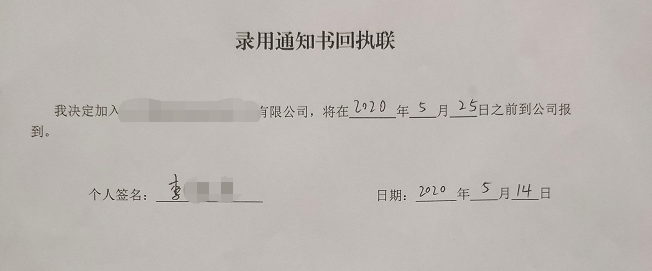 录用通知书回执联
我决定加入有限公司，将在2020年5月25日之前到公司报
到。
个人签名：李 日期：2020年5月14日